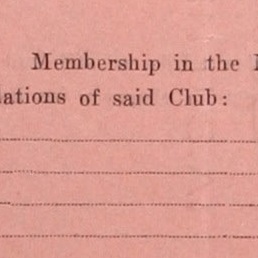 Membership in the
ations of said Club: